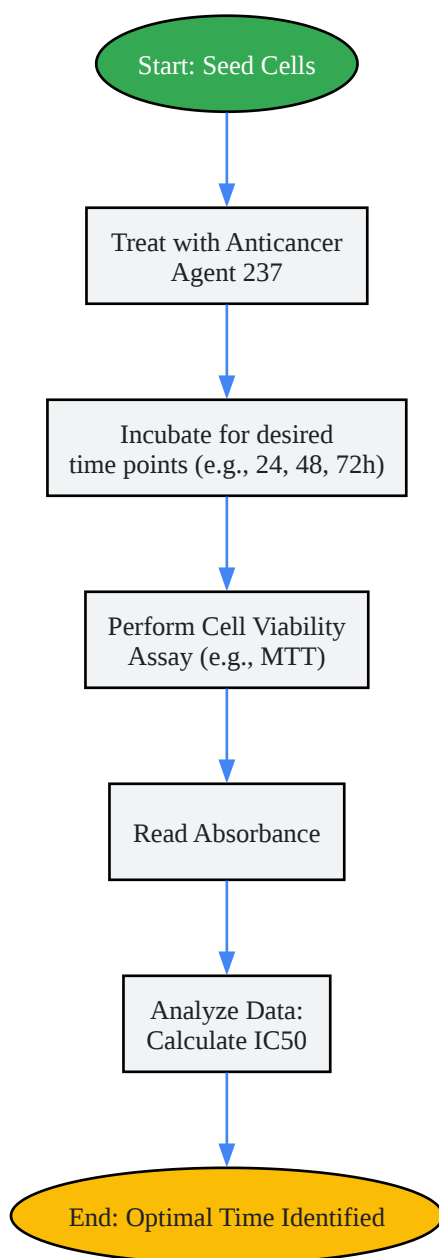 Start: Seed Cells
Treat with Anticancer
Agent 237
Incubate for desired
time points (e.g., 24, 48, 72h)
Perform Cell Viability
Assay (e.g., MTT)
Read Absorbance
Analyze Data:
Calculate IC50
End: Optimal Time Identified